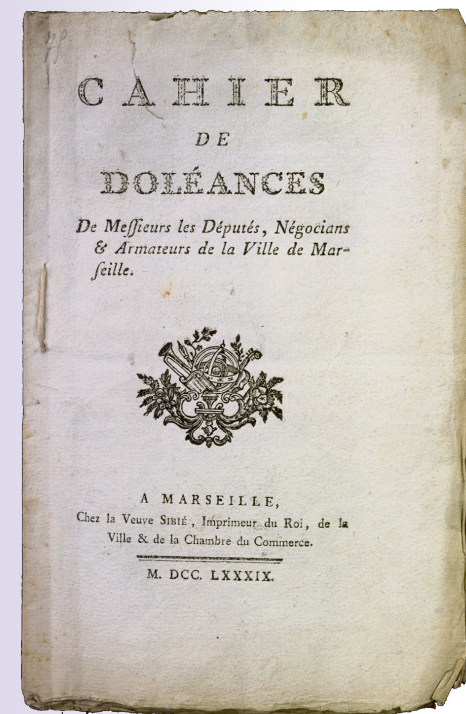 CAHIER
DE
DOLÉANCES
De Meſſieurs les Députés, Négocians
& Armateurs de la Ville de Mar-
ſeille.
A MARSEILLE,
Chez la Veuve SIBIÉ, Imprimeur du Roi, de la
Ville & de la Chambre du Commerce.
M. DCC. LXXXIX.